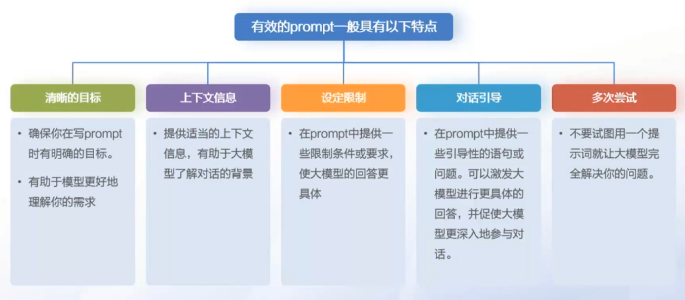 有效的prompt一般具有以下特点
清晰的目标
上下文信息
设定限制
对话引导
多次尝试
• 确保你在写prompt
时有明确的目标。
• 有助于模型更好地
理解你的需求
• 提供适当的上下文
信息，有助于大模
型了解对话的背景
• 在prompt中提供一
些限制条件或要求，
使大模型的回答更
具体
• 在prompt中提供一
些引导性的语句或
问题。可以激发大
模型进行更具体的
回答，并促使大模
型更深入地参与对
话。
• 不要试图用一个提
示词就让大模型完
全解决你的问题。